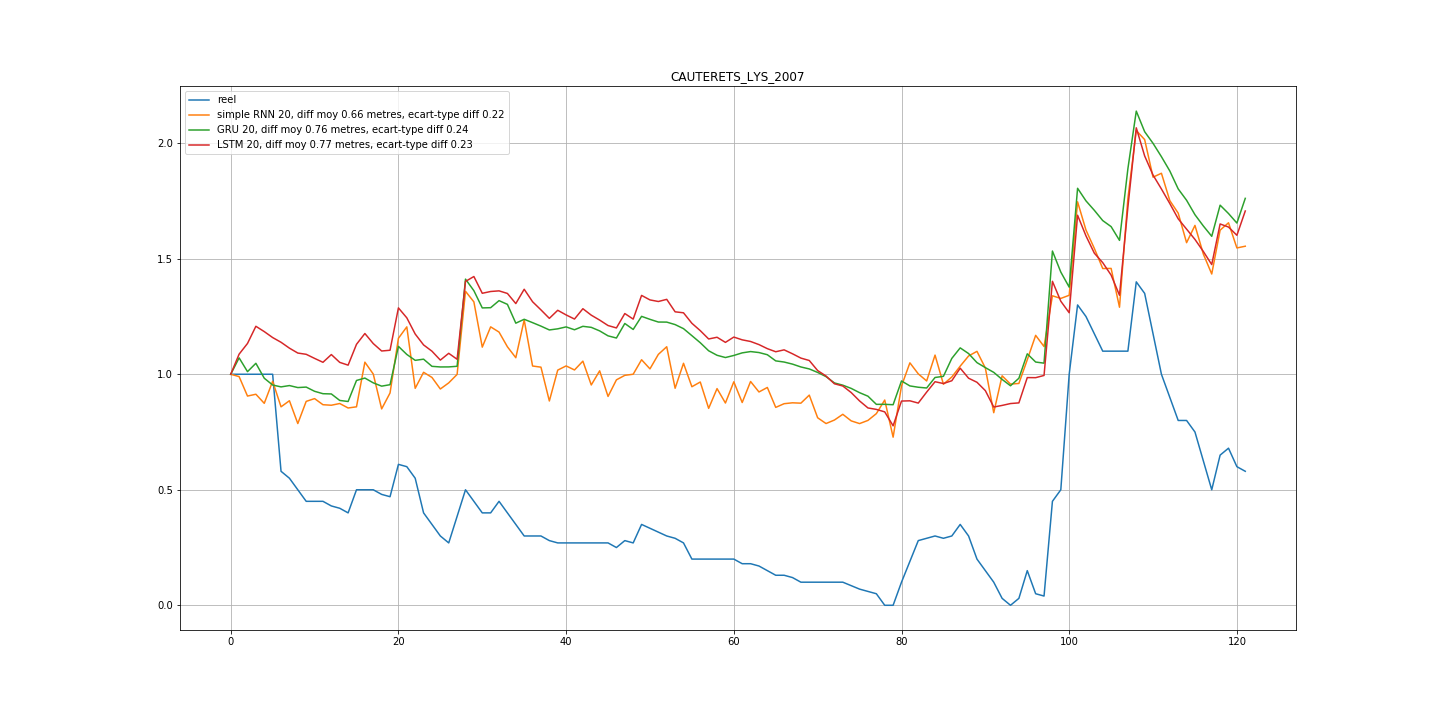 CAUTERETS_LYS_2007
reel
simple RNN 20, diff moy 0.66 metres, ecart-type diff 0.22
GRU 20, diff moy 0.76 metres, ecart-type diff 0.24
LSTM 20, diff moy 0.77 metres, ecart-type diff 0.23
2.0
1.5
1.0
0.5
0.0
0 20 40 60 80 100 120